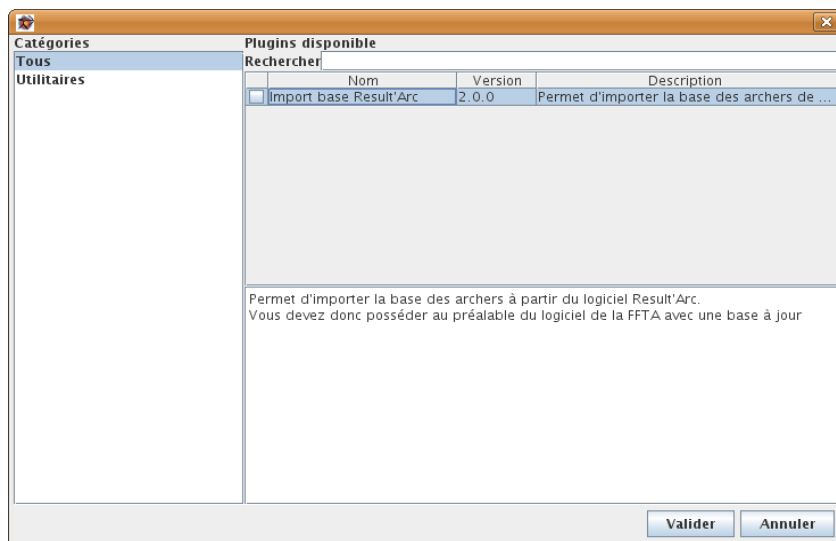 Catégories
Tous
Utilitaires
Plugins disponible
Rechercher
Nom Version Description
Import base Result'Arc 2.0.0 Permet d'importer la base des archers de ...
Permet d'importer la base des archers à partir du logiciel Result'Arc.
Vous devez donc posséder au préalable du logiciel de la FFTA avec une base à jour
Valider Annuler